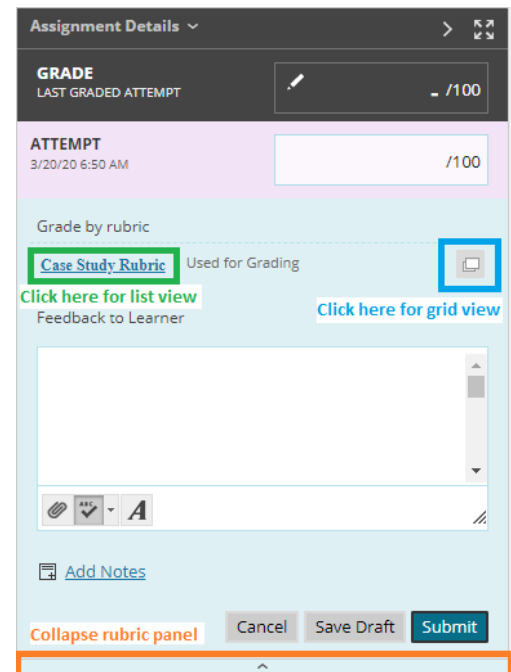 Assignment Details
GRADE
LAST GRADED ATTEMPT
- /100
ATTEMPT
3/20/20 6:50 AM
/100
Grade by rubric
Case Study Rubric Used for Grading
Click here for list view
Click here for grid view
Feedback to Learner
ABC
A
Add Notes
Collapse rubric panel
Cancel Save Draft Submit